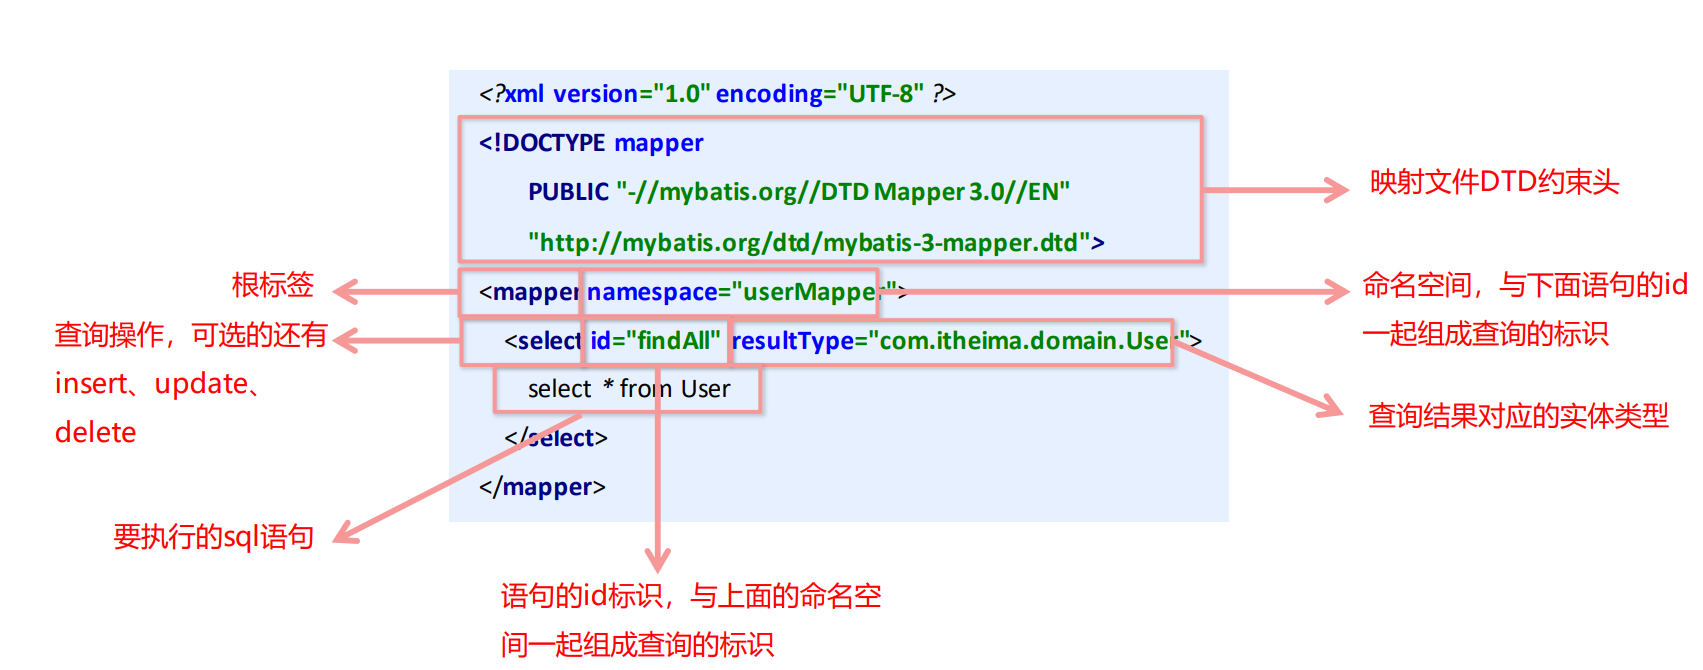 <?xml version="1.0" encoding="UTF-8" ?>
<!DOCTYPE mapper
PUBLIC "-//mybatis.org//DTD Mapper 3.0//EN"
"http://mybatis.org/dtd/mybatis-3-mapper.dtd">
<mapper namespace="userMapper">
<select id="findAll" resultType="com.itheima.domain.User">
select * from User
</select>
</mapper>
映射文件DTD约束头
根标签
命名空间，与下面语句的id
一起组成查询的标识
查询操作，可选的还有
insert、update、
delete
查询结果对应的实体类型
要执行的sql语句
语句的id标识，与上面的命名空
间一起组成查询的标识